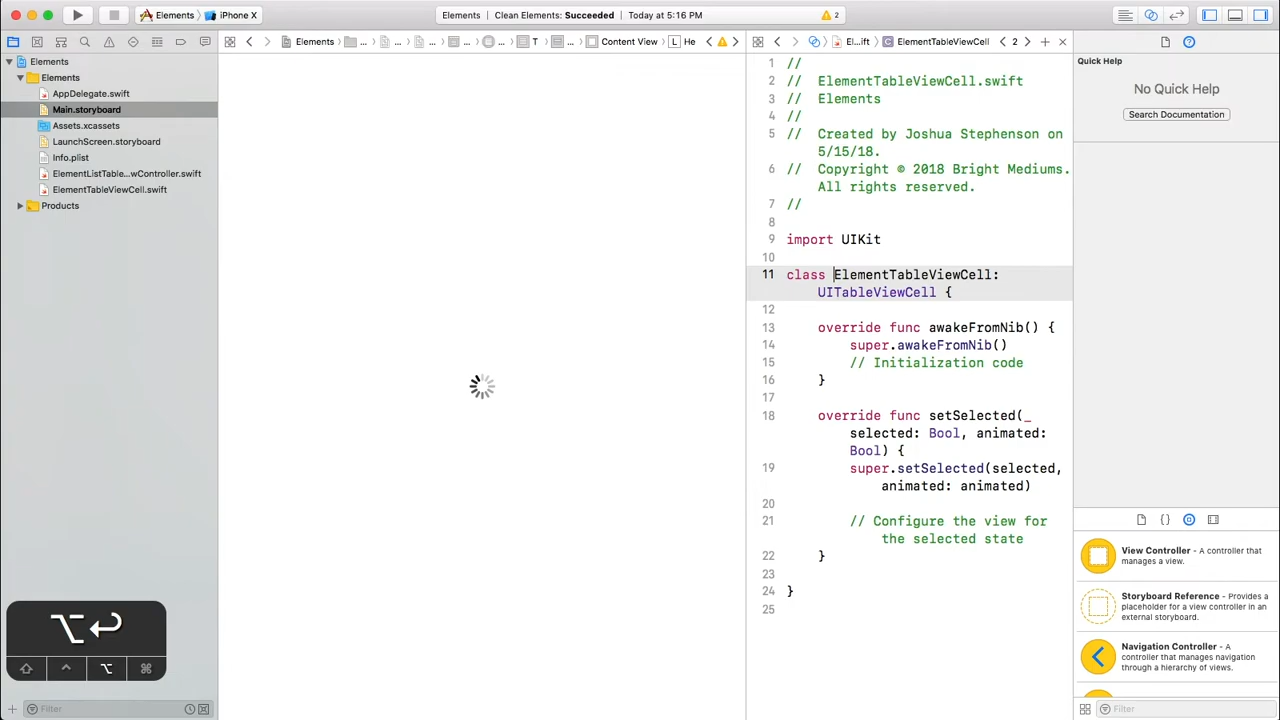 Elements
iPhone X
Elements | Clean Elements: Succeeded | Today at 5:16 PM
2
Elements
...
...
...
...
...
T
...
Content View
L He
El...ift
C ElementTableViewCell
2
Elements
Elements
AppDelegate.swift
Main.storyboard
Assets.xcassets
LaunchScreen.storyboard
Info.plist
ElementListTable...wController.swift
ElementTableViewCell.swift
Products
1 //
2 // ElementTableViewCell.swift
3 // Elements
4 //
5 // Created by Joshua Stephenson on
5/15/18.
6 // Copyright © 2018 Bright Mediums.
All rights reserved.
7 //
8
9 import UIKit
10
11 class ElementTableViewCell:
UITableViewCell {
12
13 override func awakeFromNib() {
14 super.awakeFromNib()
15 // Initialization code
16 }
17
18 override func setSelected(_
selected: Bool, animated:
Bool) {
19 super.setSelected(selected,
animated: animated)
20
21 // Configure the view for
the selected state
22 }
23
24 }
25
Quick Help
No Quick Help
Search Documentation
View Controller - A controller that
manages a view.
Storyboard Reference - Provides a
placeholder for a view controller in an
external storyboard.
Navigation Controller - A
controller that manages navigation
through a hierarchy of views.
⌥↩
⇧ ⌃ ⌥ ⌘
Filter
Filter